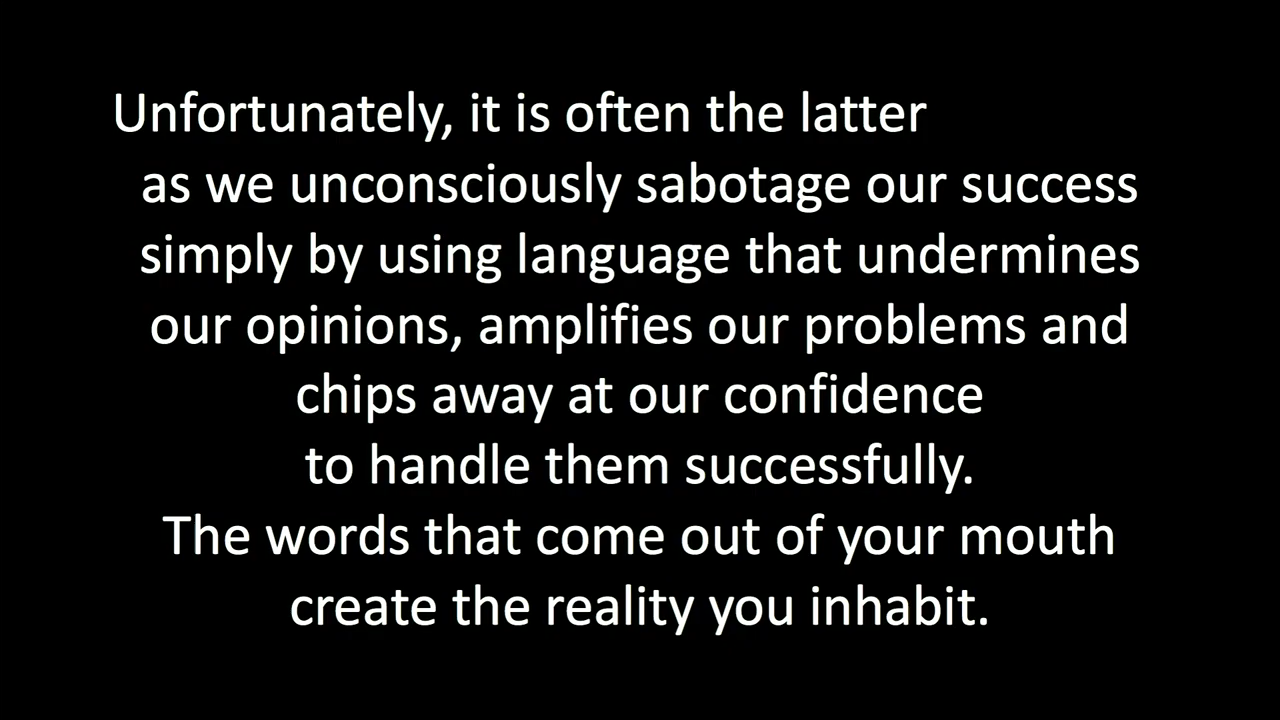 Unfortunately, it is often the latter
as we unconsciously sabotage our success
simply by using language that undermines
our opinions, amplifies our problems and
chips away at our confidence
to handle them successfully.
The words that come out of your mouth
create the reality you inhabit.